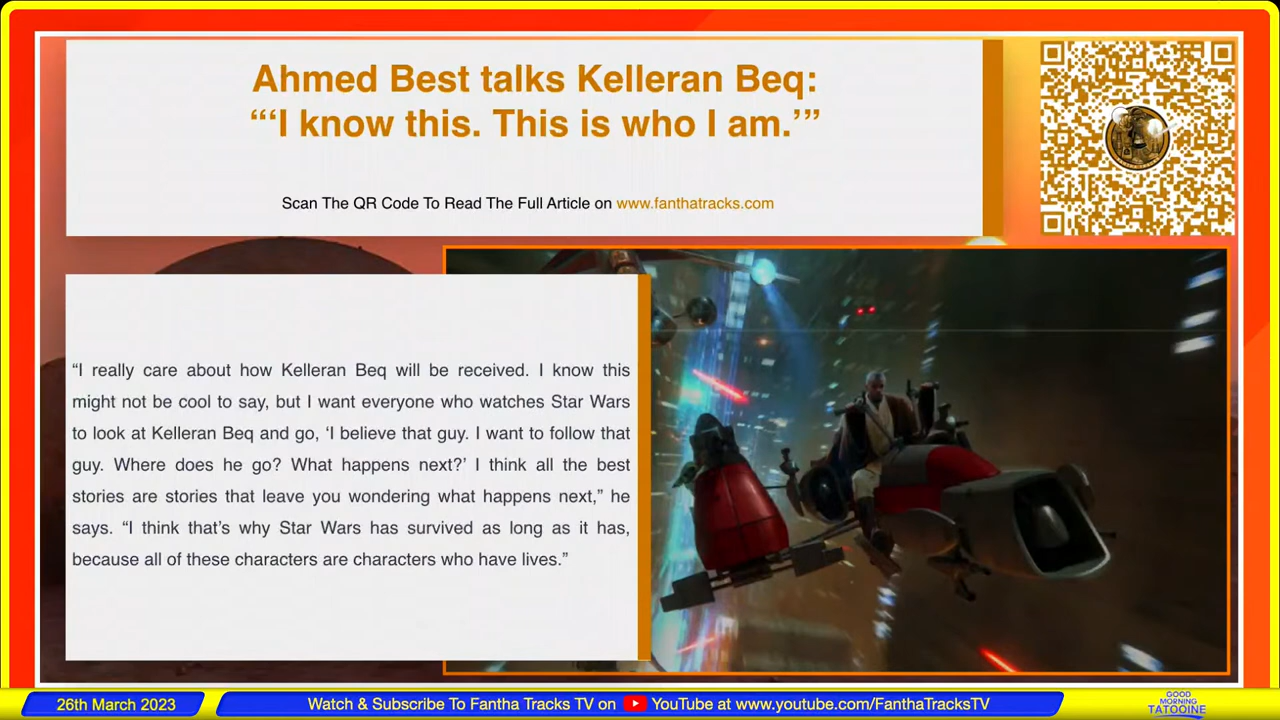 Ahmed Best talks Kelleran Beq:
“‘I know this. This is who I am.’”
Scan The QR Code To Read The Full Article on www.fanthatracks.com
“I really care about how Kelleran Beq will be received. I know this
might not be cool to say, but I want everyone who watches Star Wars
to look at Kelleran Beq and go, ‘I believe that guy. I want to follow that
guy. Where does he go? What happens next?’ I think all the best
stories are stories that leave you wondering what happens next,” he
says. “I think that’s why Star Wars has survived as long as it has,
because all of these characters are characters who have lives.”
26th March 2023
Watch & Subscribe To Fantha Tracks TV on YouTube at www.youtube.com/FanthaTracksTV
GOOD
MORNING
TATOOINE